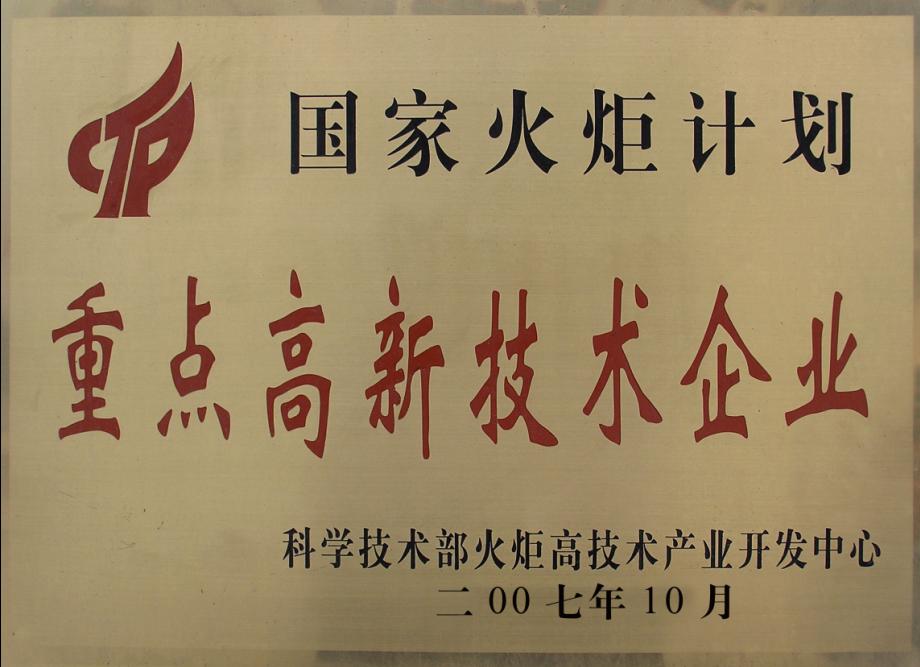 CTP
国家火炬计划
重点高新技术企业
科学技术部火炬高技术产业开发中心
二00七年10月